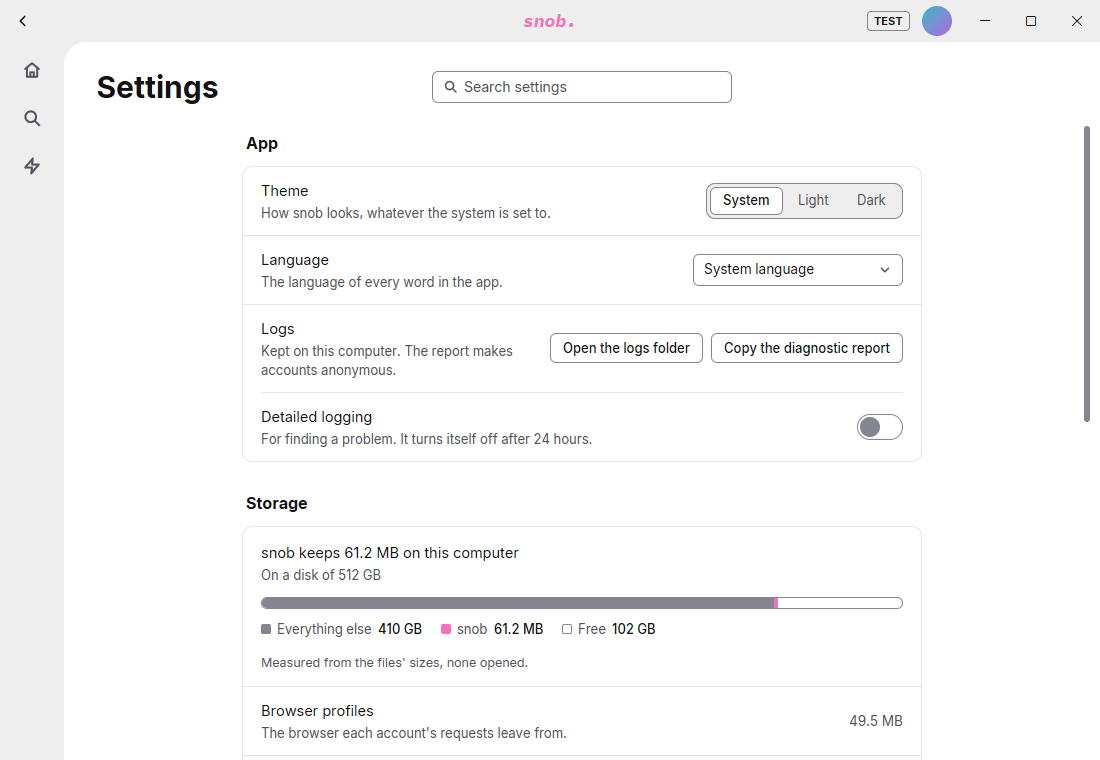 snob.
TEST
Settings
Search settings
App
Theme
How snob looks, whatever the system is set to.
System
Light
Dark
Language
The language of every word in the app.
System language
Logs
Kept on this computer. The report makes
accounts anonymous.
Open the logs folder
Copy the diagnostic report
Detailed logging
For finding a problem. It turns itself off after 24 hours.
Storage
snob keeps 61.2 MB on this computer
On a disk of 512 GB
Everything else 410 GB
snob 61.2 MB
Free 102 GB
Measured from the files' sizes, none opened.
Browser profiles
The browser each account's requests leave from.
49.5 MB